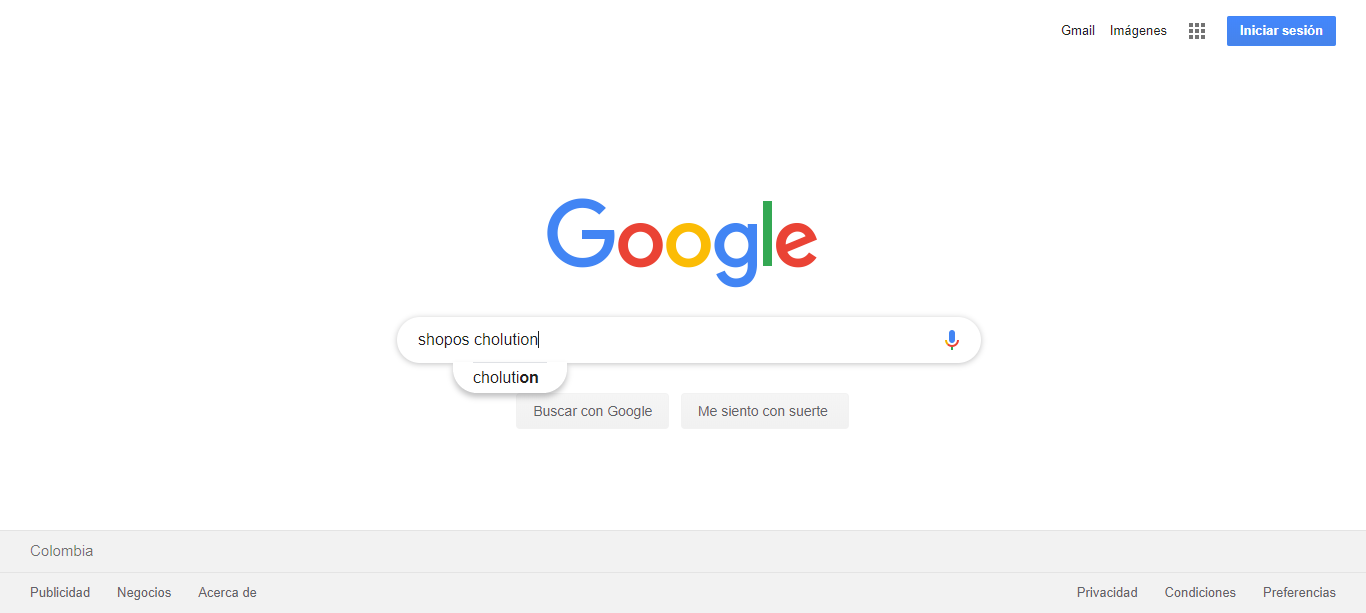 Gmail Imágenes Iniciar sesión
Google
shopos cholution
cholution
Buscar con Google Me siento con suerte
Colombia
Publicidad Negocios Acerca de Privacidad Condiciones Preferencias